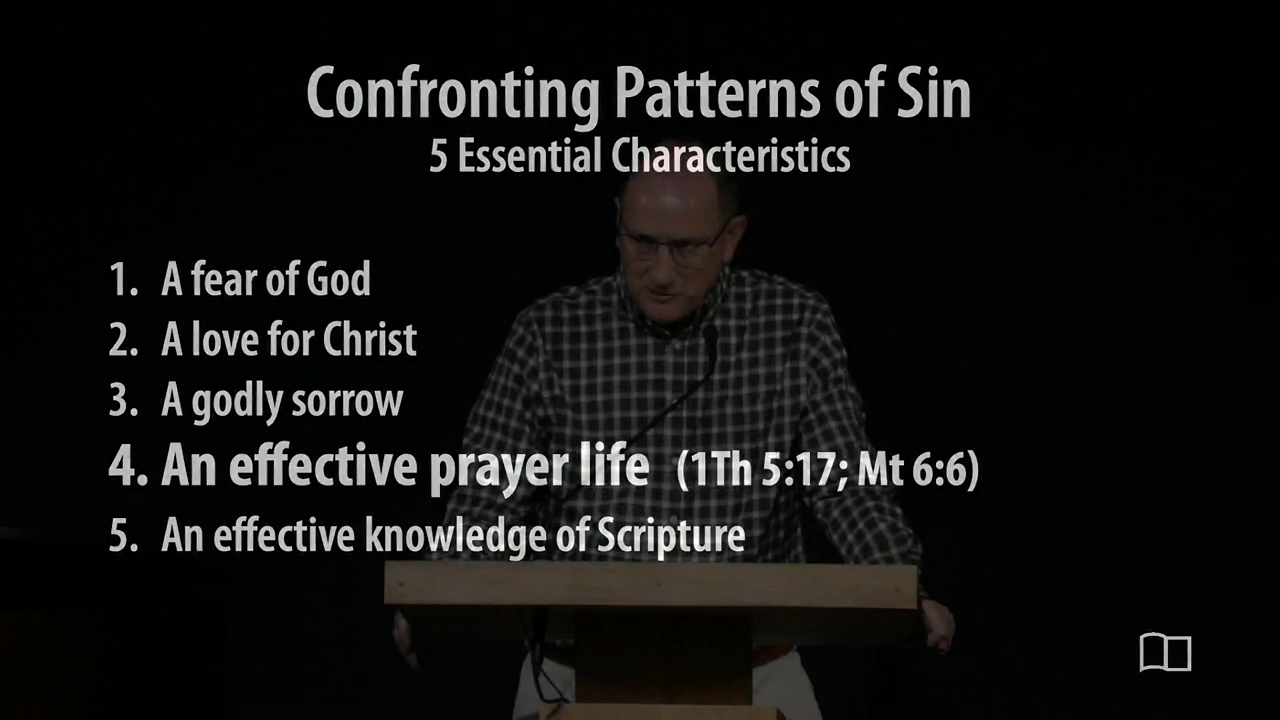 Confronting Patterns of Sin
5 Essential Characteristics
1. A fear of God
2. A love for Christ
3. A godly sorrow
4. An effective prayer life (1Th 5:17; Mt 6:6)
5. An effective knowledge of Scripture